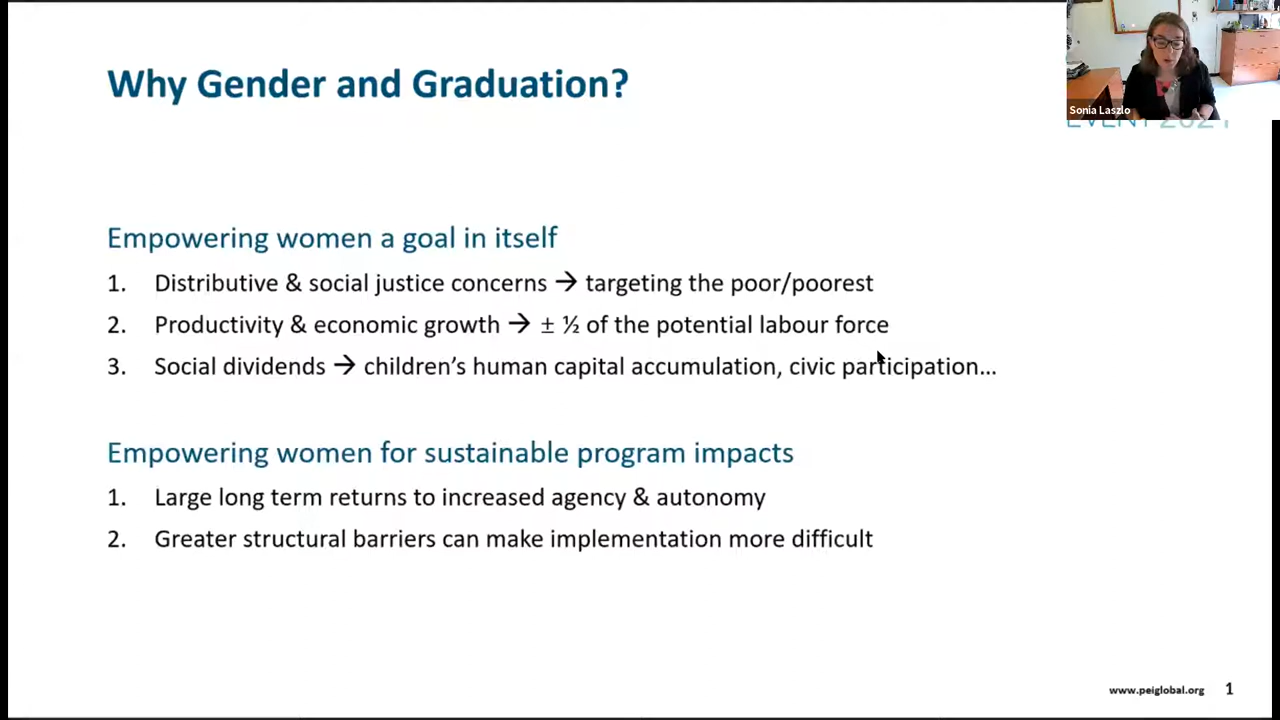 Why Gender and Graduation?
Sonia Laszlo
EVENT 2021
Empowering women a goal in itself
1. Distributive & social justice concerns → targeting the poor/poorest
2. Productivity & economic growth → ± ½ of the potential labour force
3. Social dividends → children's human capital accumulation, civic participation...
Empowering women for sustainable program impacts
1. Large long term returns to increased agency & autonomy
2. Greater structural barriers can make implementation more difficult
www.peiglobal.org 1